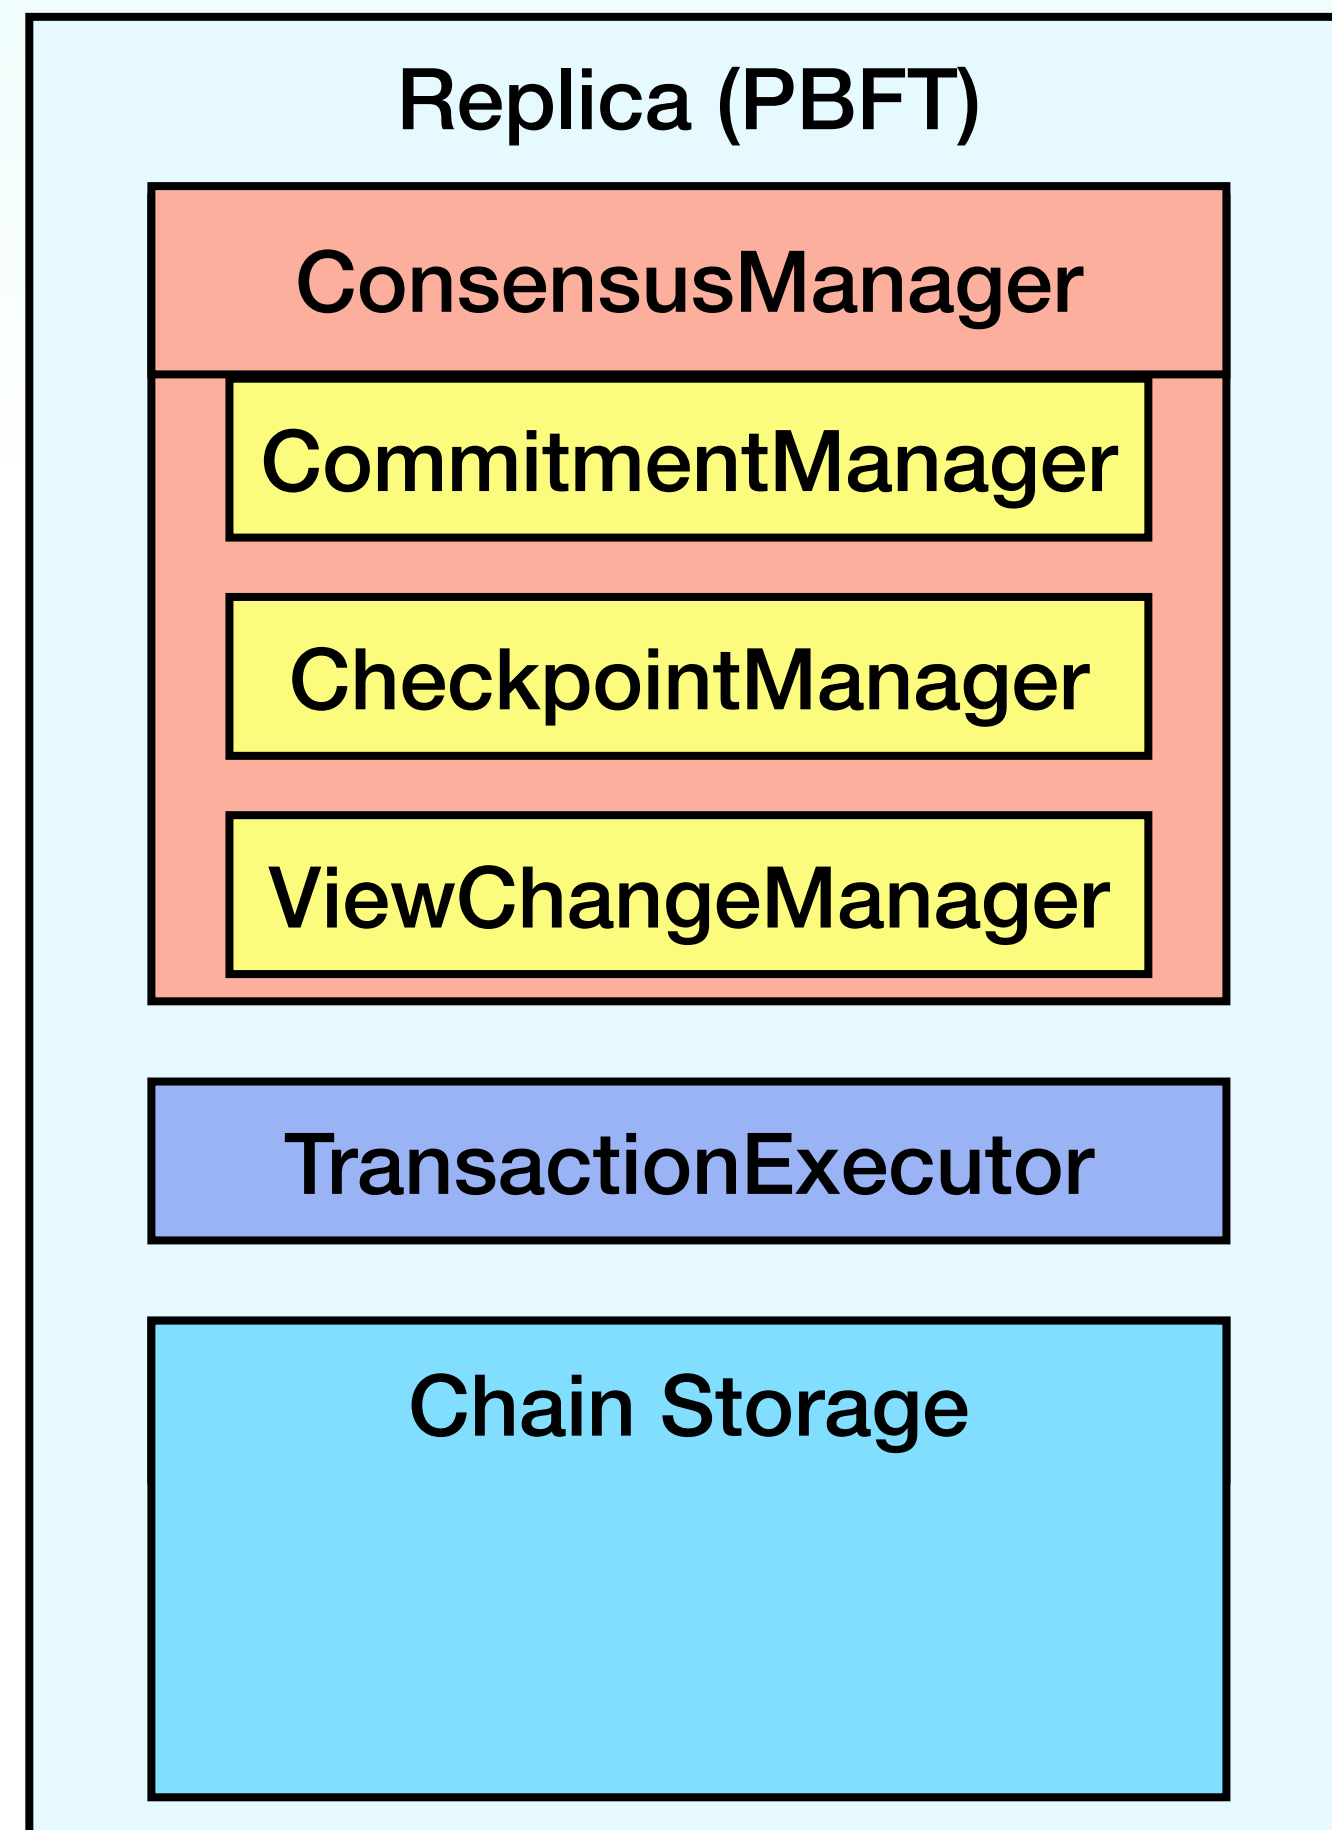 Replica (PBFT)
ConsensusManager
CommitmentManager
CheckpointManager
ViewChangeManager
TransactionExecutor
Chain Storage